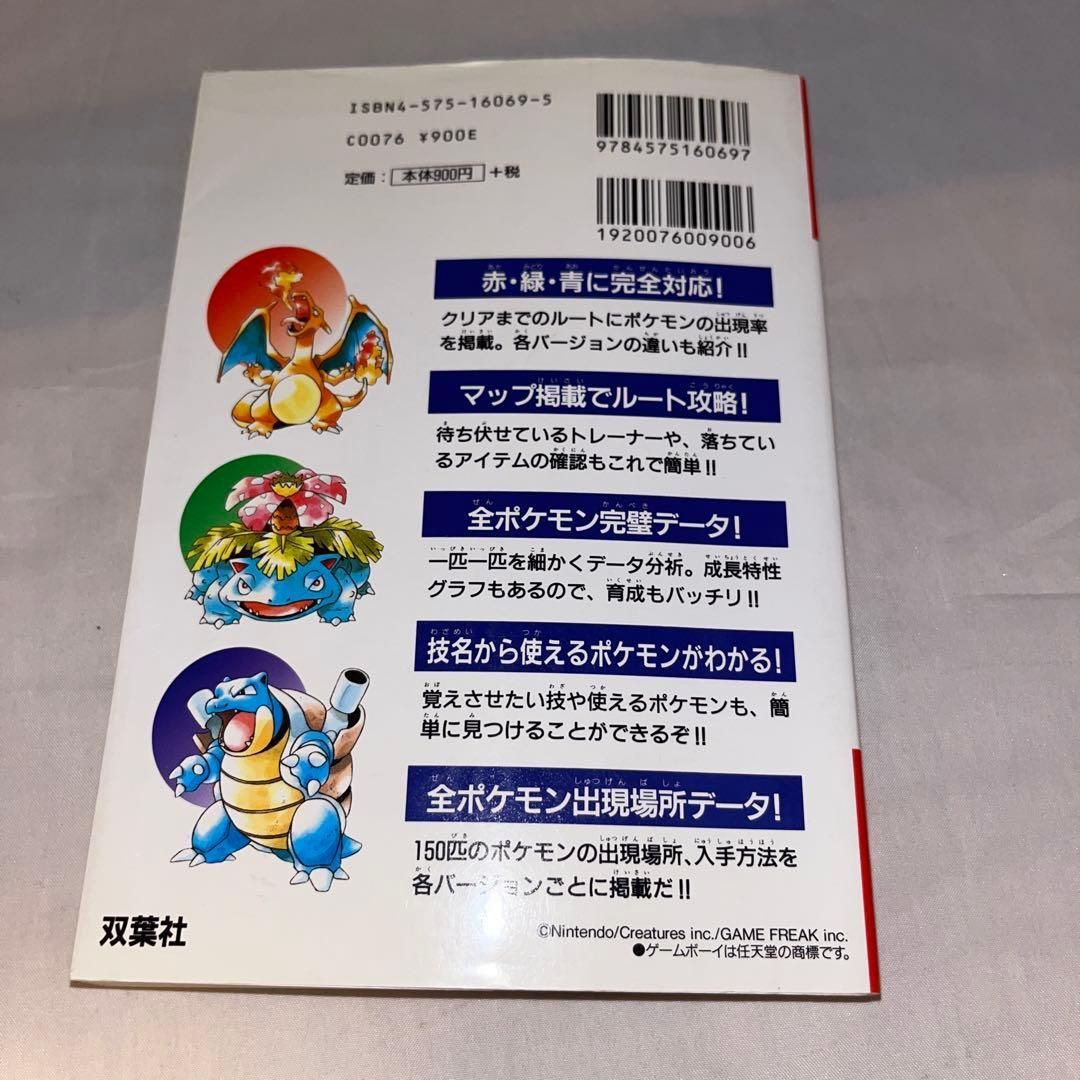 ISBN4-575-16069-5
C0076 ¥900E
定価：本体900円＋税
9784575160697
1920076009006
赤・緑・青に完全対応！
クリアまでのルートにポケモンの出現率
を掲載。各バージョンの違いも紹介!!
マップ掲載でルート攻略！
待ち伏せているトレーナーや、落ちてい
るアイテムの確認もこれで簡単!!
全ポケモン完璧データ！
一匹一匹を細かくデータ分析。成長特性
グラフもあるので、育成もバッチリ!!
技名から使えるポケモンがわかる！
覚えさせたい技や使えるポケモンも、簡
単に見つけることができるぞ!!
全ポケモン出現場所データ！
150匹のポケモンの出現場所、入手方法を
各バージョンごとに掲載だ!!
双葉社
©Nintendo/Creatures inc./GAME FREAK inc.
●ゲームボーイは任天堂の商標です。